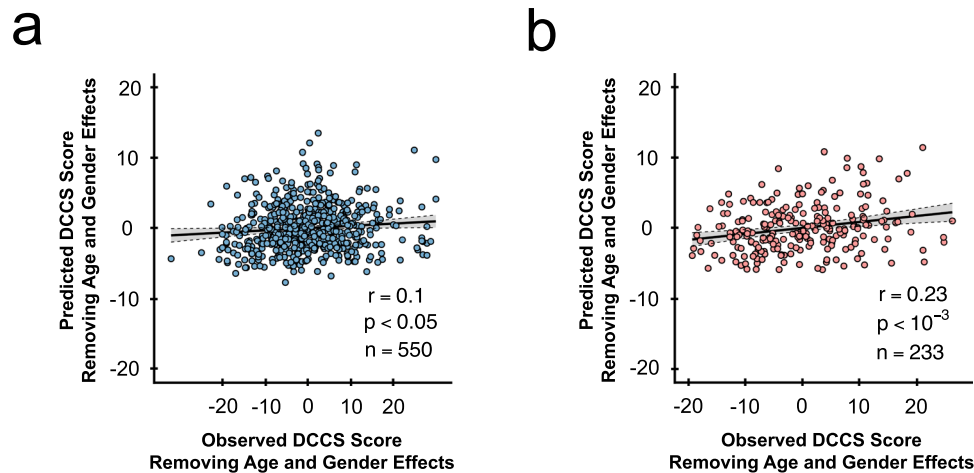 a
Predicted DCCS Score
Removing Age and Gender Effects
20
10
0
-10
-20
r = 0.1
p < 0.05
n = 550
-20 -10 0 10 20
Observed DCCS Score
Removing Age and Gender Effects
b
Predicted DCCS Score
Removing Age and Gender Effects
20
10
0
-10
-20
r = 0.23
p < 10⁻³
n = 233
-20 -10 0 10 20
Observed DCCS Score
Removing Age and Gender Effects